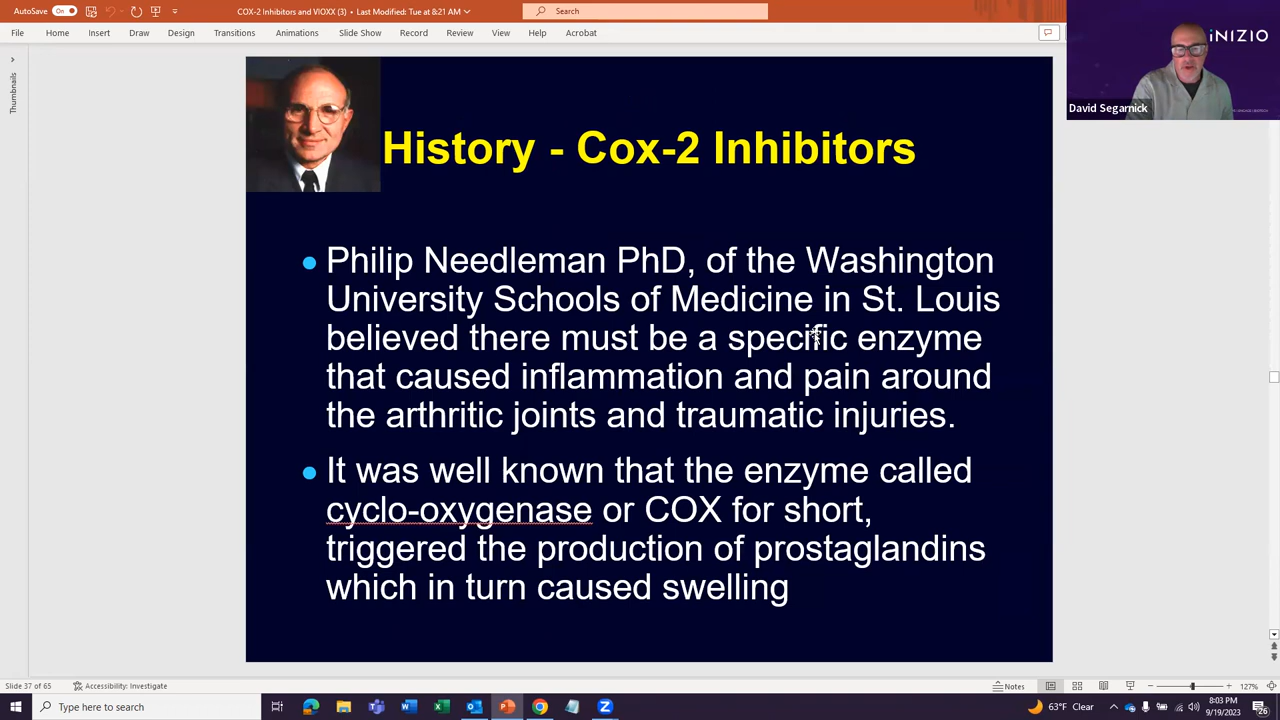 AutoSave On
COX-2 Inhibitors and VIOXX (3) • Last Modified: Tue at 8:21 AM
Search
File Home Insert Draw Design Transitions Animations Slide Show Record Review View Help Acrobat
iNIZIO
David Segarnick
Thumbnails
History - Cox-2 Inhibitors
• Philip Needleman PhD, of the Washington
University Schools of Medicine in St. Louis
believed there must be a specific enzyme
that caused inflammation and pain around
the arthritic joints and traumatic injuries.
• It was well known that the enzyme called
cyclo-oxygenase or COX for short,
triggered the production of prostaglandins
which in turn caused swelling
Slide 37 of 65 Accessibility: Investigate Notes 127%
Type here to search 63°F Clear 8:03 PM
9/19/2023
26